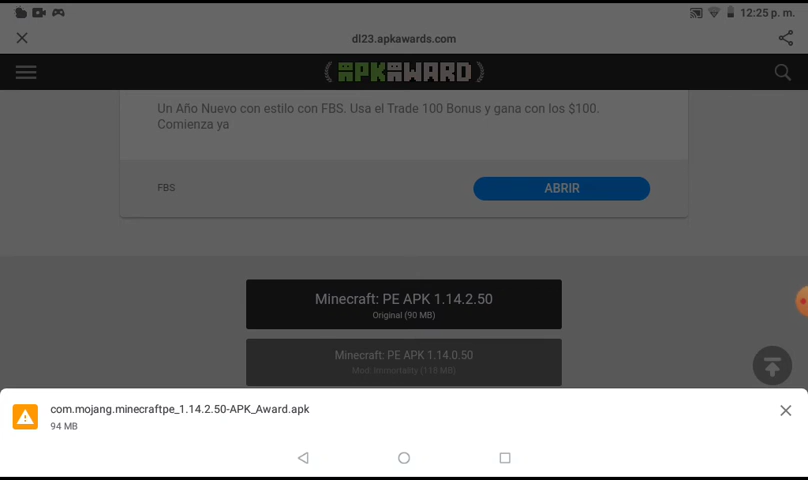 12:25 p. m.
dl23.apkawards.com
APKAWARD
Un Año Nuevo con estilo con FBS. Usa el Trade 100 Bonus y gana con los $100.
Comienza ya
FBS
ABRIR
Minecraft: PE APK 1.14.2.50
Original (90 MB)
Minecraft: PE APK 1.14.0.50
Mod: Immortality (118 MB)
com.mojang.minecraftpe_1.14.2.50-APK_Award.apk
94 MB